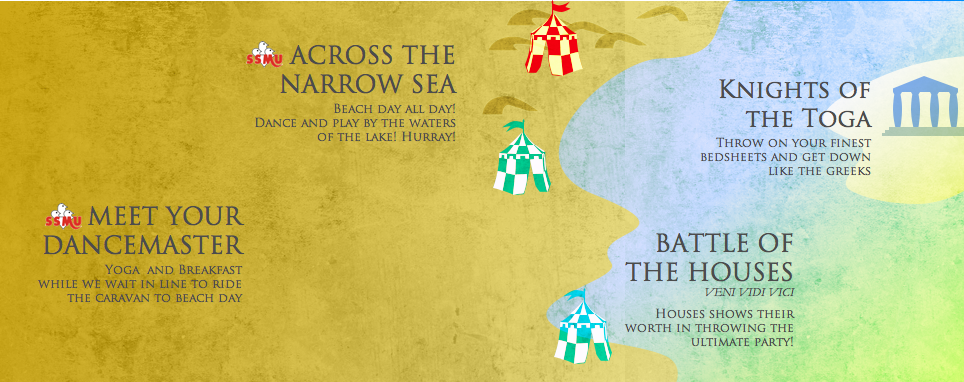 SSMU ACROSS THE
NARROW SEA
BEACH DAY ALL DAY!
DANCE AND PLAY BY THE WATERS
OF THE LAKE! HURRAY!
KNIGHTS OF
THE TOGA
THROW ON YOUR FINEST
BEDSHEETS AND GET DOWN
LIKE THE GREEKS
SSMU MEET YOUR
DANCEMASTER
YOGA AND BREAKFAST
WHILE WE WAIT IN LINE TO RIDE
THE CARAVAN TO BEACH DAY
BATTLE OF
THE HOUSES
VENI VIDI VICI
HOUSES SHOWS THEIR
WORTH IN THROWING THE
ULTIMATE PARTY!